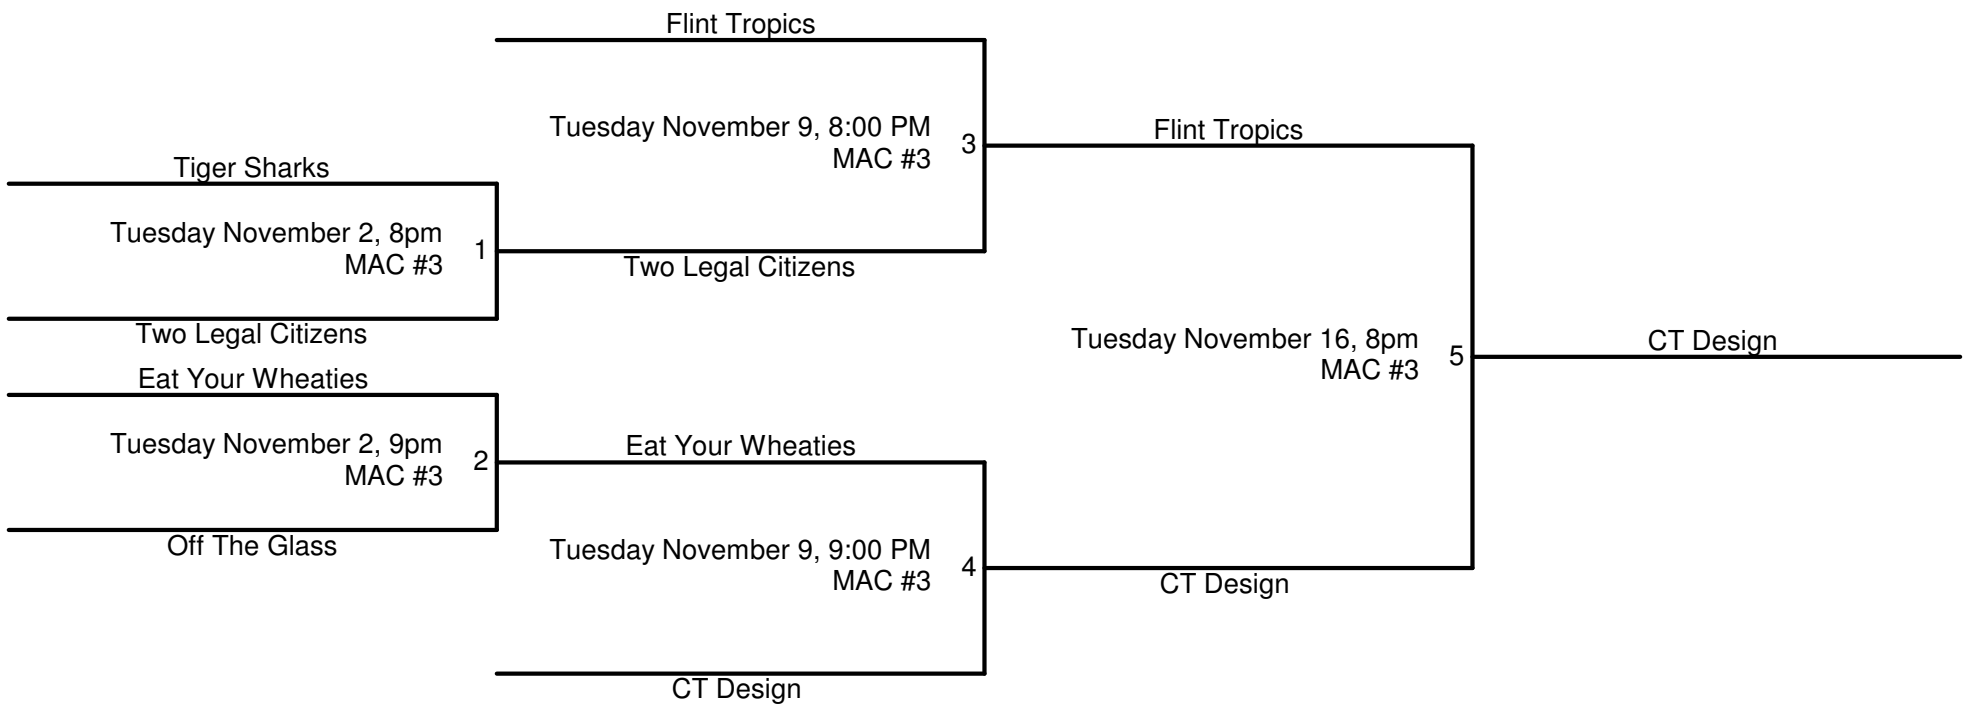 Flint Tropics
Tuesday November 9, 8:00 PM
MAC #3
3
Flint Tropics
Tiger Sharks
Tuesday November 2, 8pm
MAC #3
1
Two Legal Citizens
Two Legal Citizens
Tuesday November 16, 8pm
MAC #3
5
CT Design
Eat Your Wheaties
Tuesday November 2, 9pm
MAC #3
2
Eat Your Wheaties
Off The Glass
Tuesday November 9, 9:00 PM
MAC #3
4
CT Design
CT Design